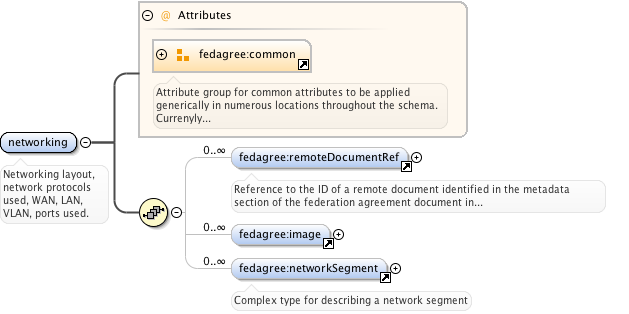 @ Attributes
fedagree:common
Attribute group for common attributes to be applied
generically in numerous locations throughout the schema.
Currenyly...
networking
Networking layout,
network protocols
used, WAN, LAN,
VLAN, ports used.
0..∞
fedagree:remoteDocumentRef
Reference to the ID of a remote document identified in the metadata
section of the federation agreement document in...
0..∞
fedagree:image
0..∞
fedagree:networkSegment
Complex type for describing a network segment